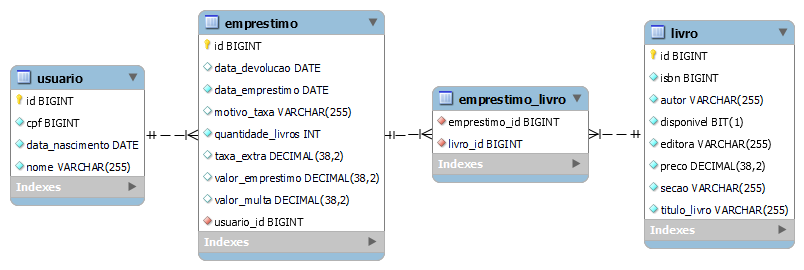 usuario
id BIGINT
cpf BIGINT
data_nascimento DATE
nome VARCHAR(255)
Indexes
emprestimo
id BIGINT
data_devolucao DATE
data_emprestimo DATE
motivo_taxa VARCHAR(255)
quantidade_livros INT
taxa_extra DECIMAL(38,2)
valor_emprestimo DECIMAL(38,2)
valor_multa DECIMAL(38,2)
usuario_id BIGINT
Indexes
emprestimo_livro
emprestimo_id BIGINT
livro_id BIGINT
Indexes
livro
id BIGINT
isbn BIGINT
autor VARCHAR(255)
disponivel BIT(1)
editora VARCHAR(255)
preco DECIMAL(38,2)
secao VARCHAR(255)
titulo_livro VARCHAR(255)
Indexes